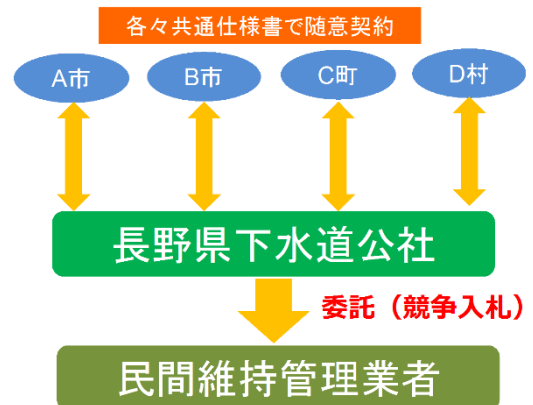 各々共通仕様書で随意契約
A市
B市
C町
D村
長野県下水道公社
委託（競争入札）
民間維持管理業者